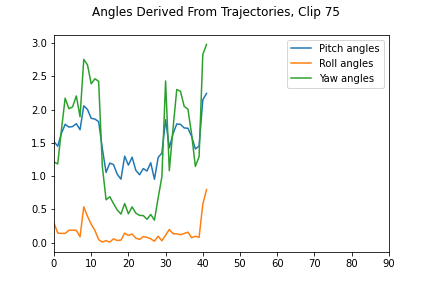 Angles Derived From Trajectories, Clip 75
Pitch angles
Roll angles
Yaw angles
3.0
2.5
2.0
1.5
1.0
0.5
0.0
0 10 20 30 40 50 60 70 80 90